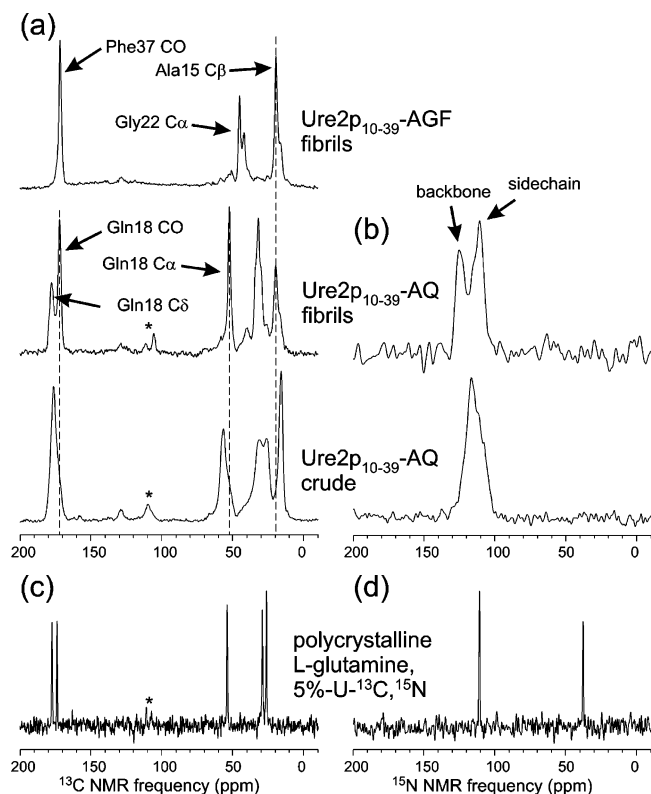 (a)
Phe37 CO
Ala15 Cβ
Gly22 Cα
Ure2p10-39-AGF
fibrils
backbone
sidechain
Gln18 CO
(b)
Gln18 Cα
Ure2p10-39-AQ
fibrils
Gln18 Cδ
*
Ure2p10-39-AQ
crude
*
200 150 100 50 0
200 150 100 50 0
(c)
(d)
polycrystalline
L-glutamine,
5%-U-13C,15N
*
200 150 100 50 0
200 150 100 50 0
13C NMR frequency (ppm)
15N NMR frequency (ppm)